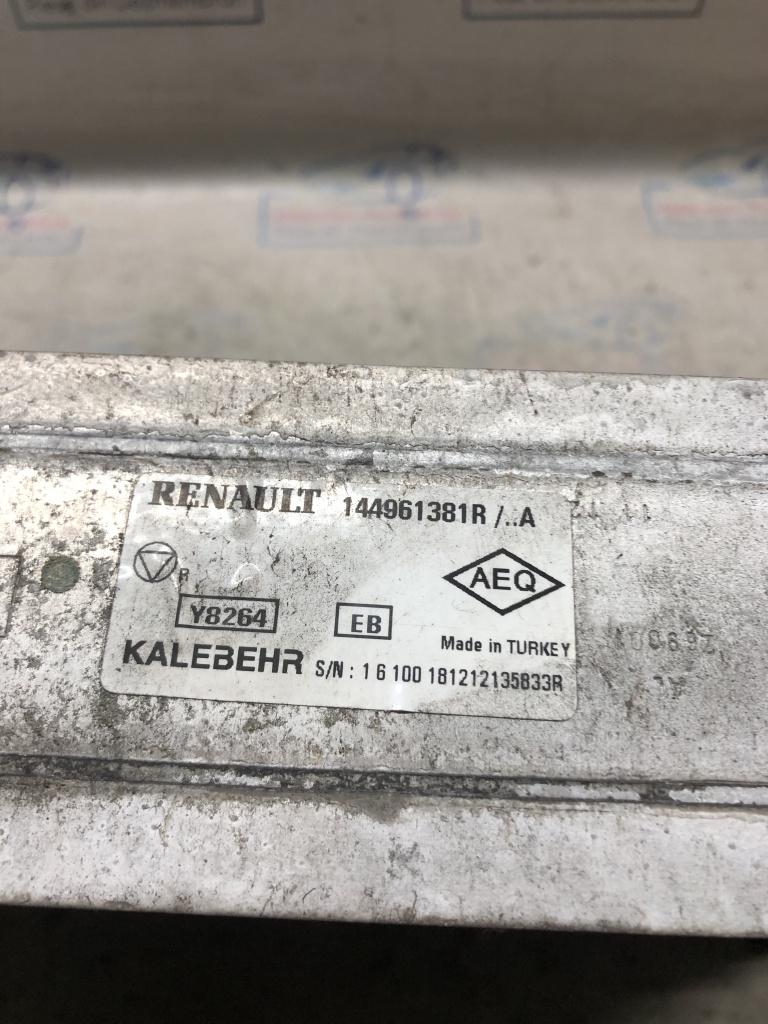 RENAULT 144961381R /..A
R
AEQ
Y8264 EB
Made in TURKEY
KALEBEHR S/N : 1 6 100 181212135833R